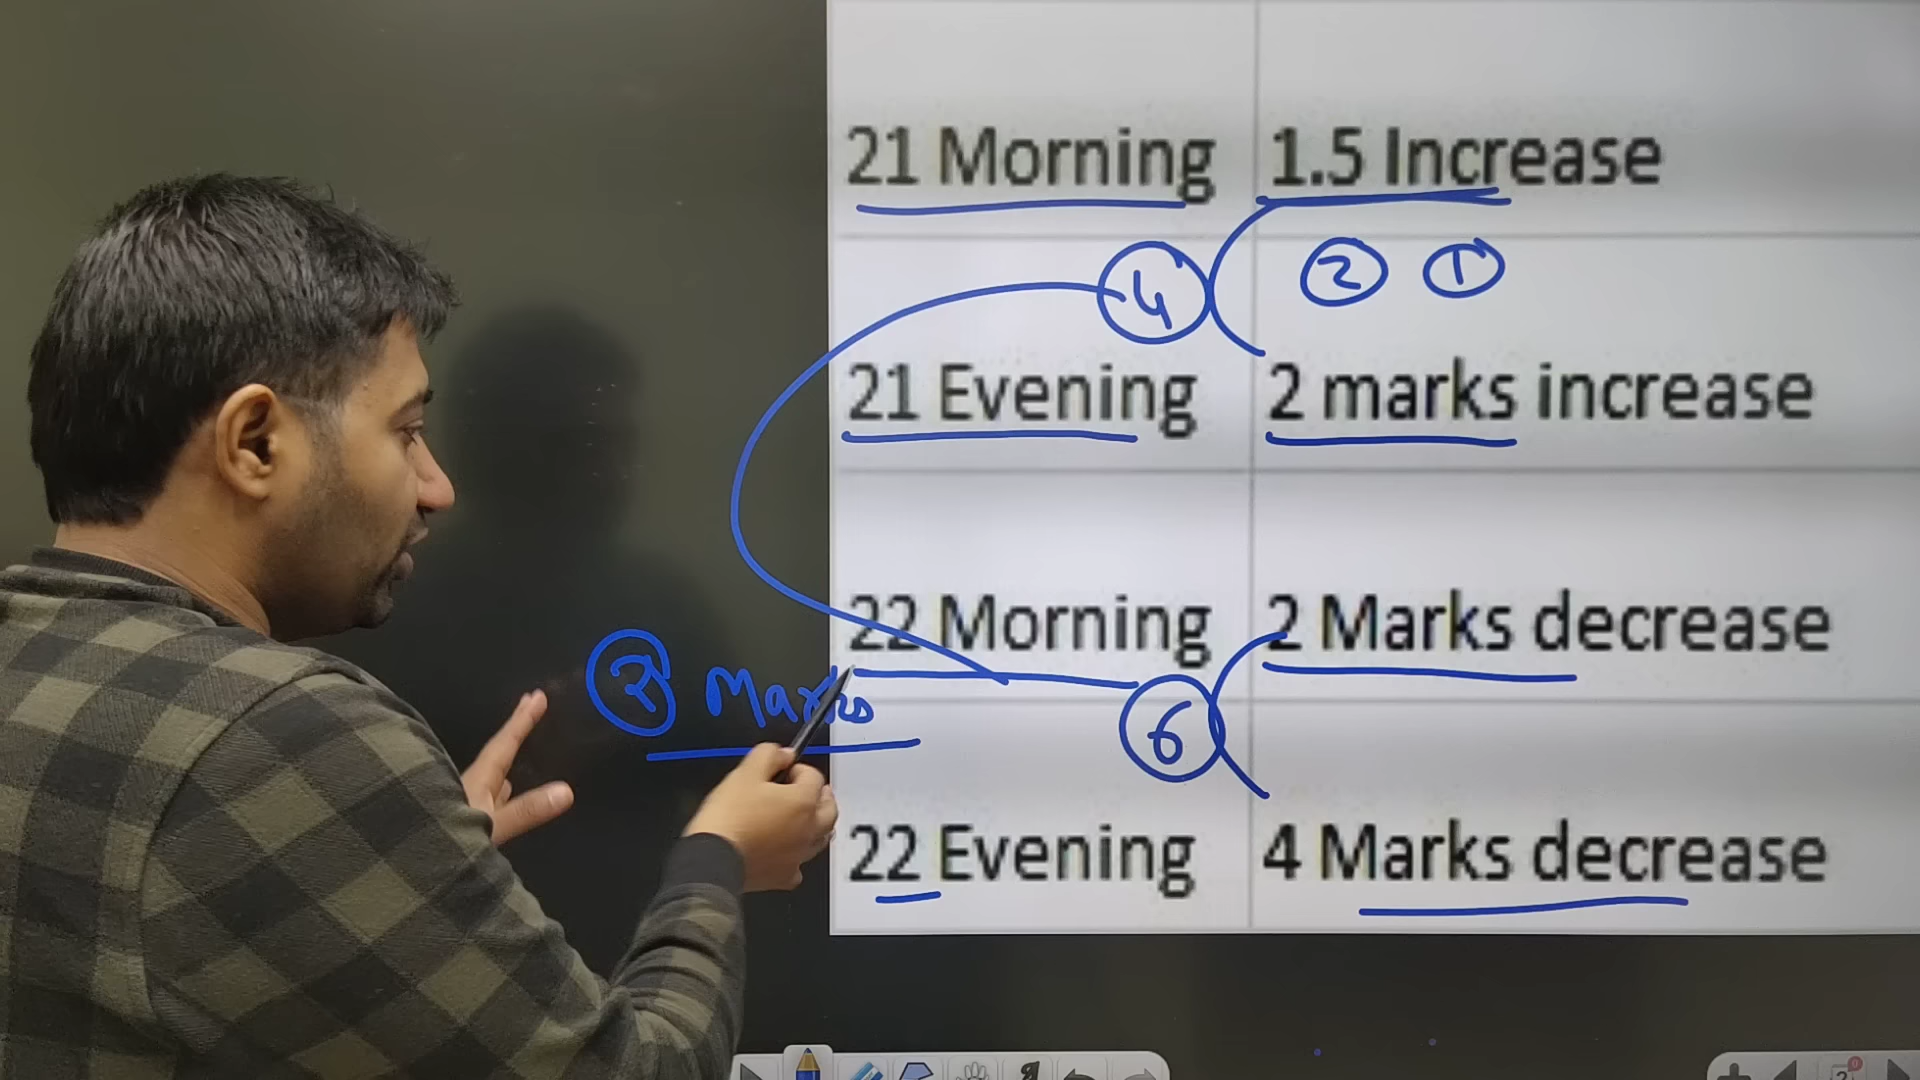 21 Morning 1.5 Increase
4 2 1
21 Evening 2 marks increase
22 Morning 2 Marks decrease
२ Marks 6
22 Evening 4 Marks decrease